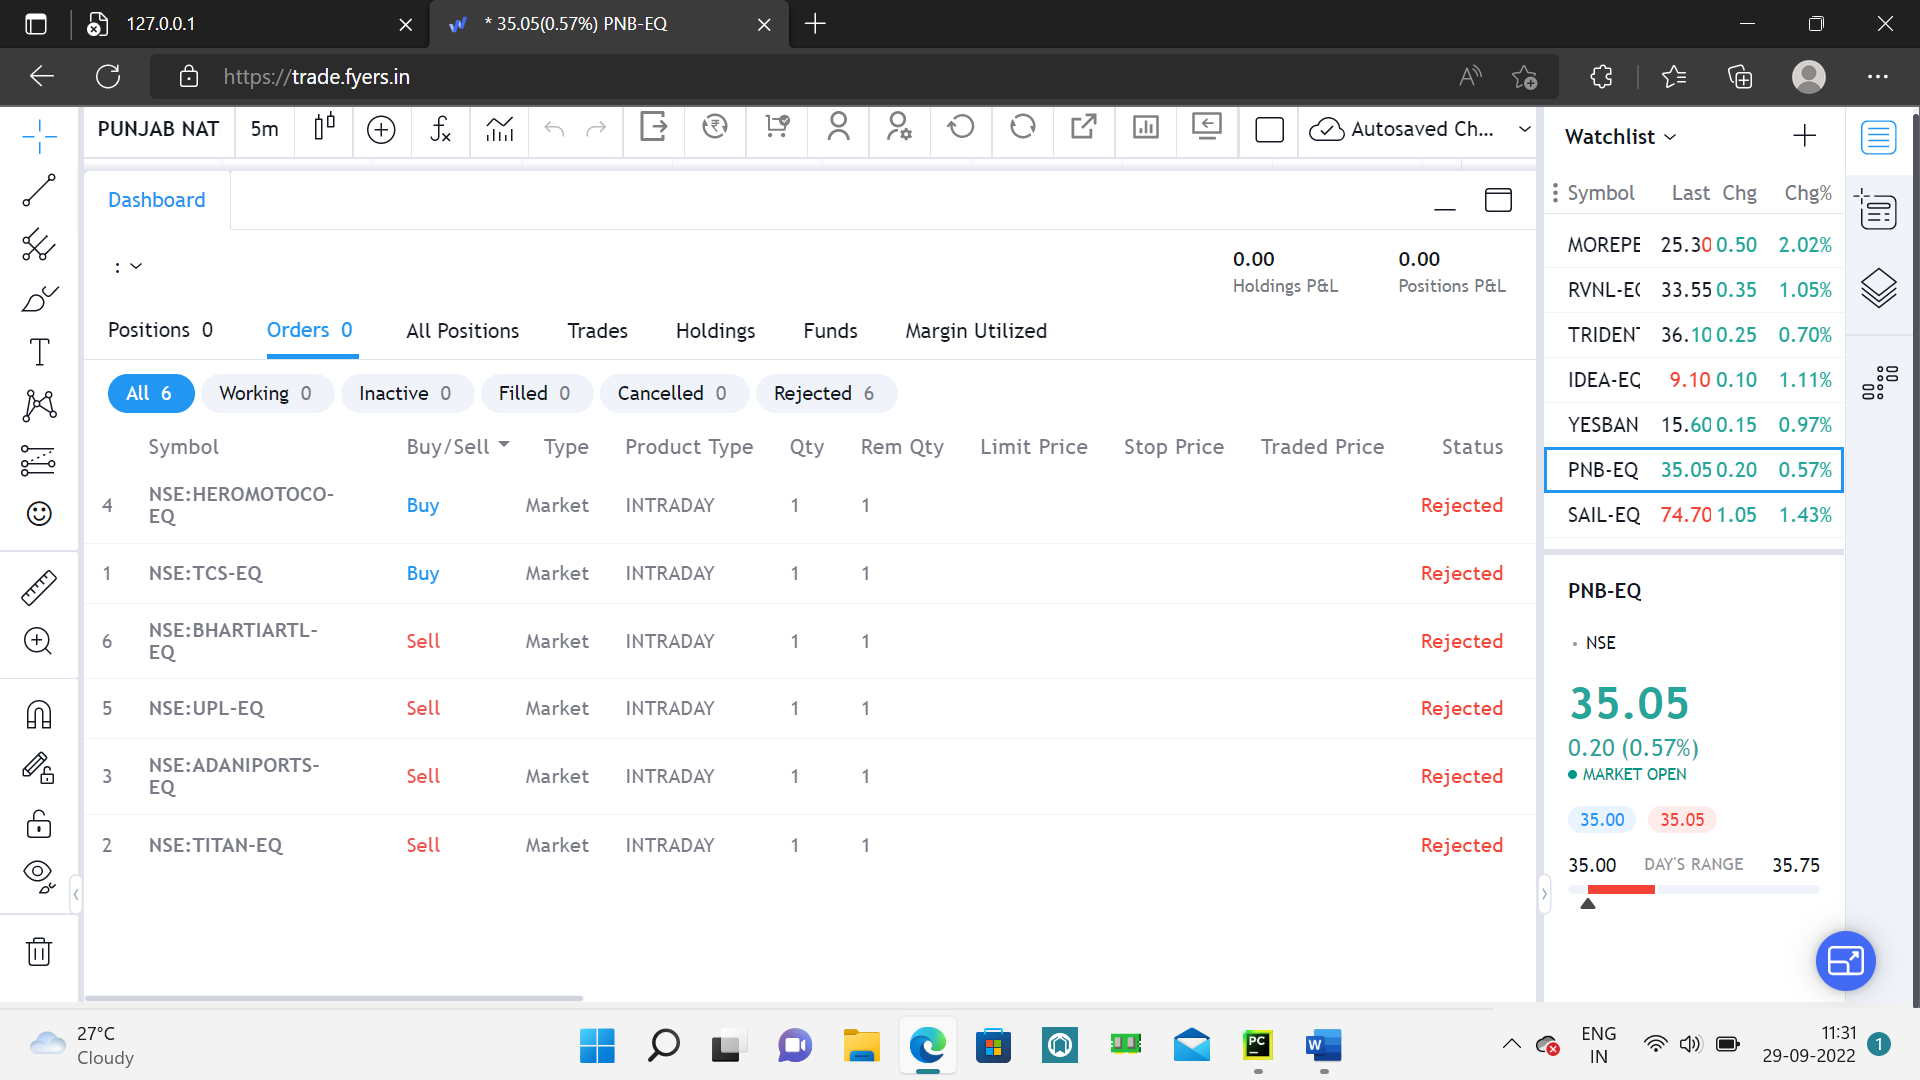 127.0.0.1
* 35.05(0.57%) PNB-EQ
https://trade.fyers.in
PUNJAB NAT
5m
Autosaved Ch...
Dashboard
:
0.00
Holdings P&L
0.00
Positions P&L
Positions 0
Orders 0
All Positions
Trades
Holdings
Funds
Margin Utilized
All 6
Working 0
Inactive 0
Filled 0
Cancelled 0
Rejected 6
Symbol Buy/Sell Type Product Type Qty Rem Qty Limit Price Stop Price Traded Price Status
4 NSE:HEROMOTOCO-
EQ Buy Market INTRADAY 1 1 Rejected
1 NSE:TCS-EQ Buy Market INTRADAY 1 1 Rejected
6 NSE:BHARTIARTL-
EQ Sell Market INTRADAY 1 1 Rejected
5 NSE:UPL-EQ Sell Market INTRADAY 1 1 Rejected
3 NSE:ADANIPORTS-
EQ Sell Market INTRADAY 1 1 Rejected
2 NSE:TITAN-EQ Sell Market INTRADAY 1 1 Rejected
Watchlist
Symbol Last Chg Chg%
MOREPE 25.30 0.50 2.02%
RVNL-EQ 33.55 0.35 1.05%
TRIDENT 36.10 0.25 0.70%
IDEA-EQ 9.10 0.10 1.11%
YESBAN 15.60 0.15 0.97%
PNB-EQ 35.05 0.20 0.57%
SAIL-EQ 74.70 1.05 1.43%
PNB-EQ
NSE
35.05
0.20 (0.57%)
MARKET OPEN
35.00 35.05
35.00 DAY'S RANGE 35.75
27°C
Cloudy
PC
W
ENG
IN
11:31
29-09-2022
1